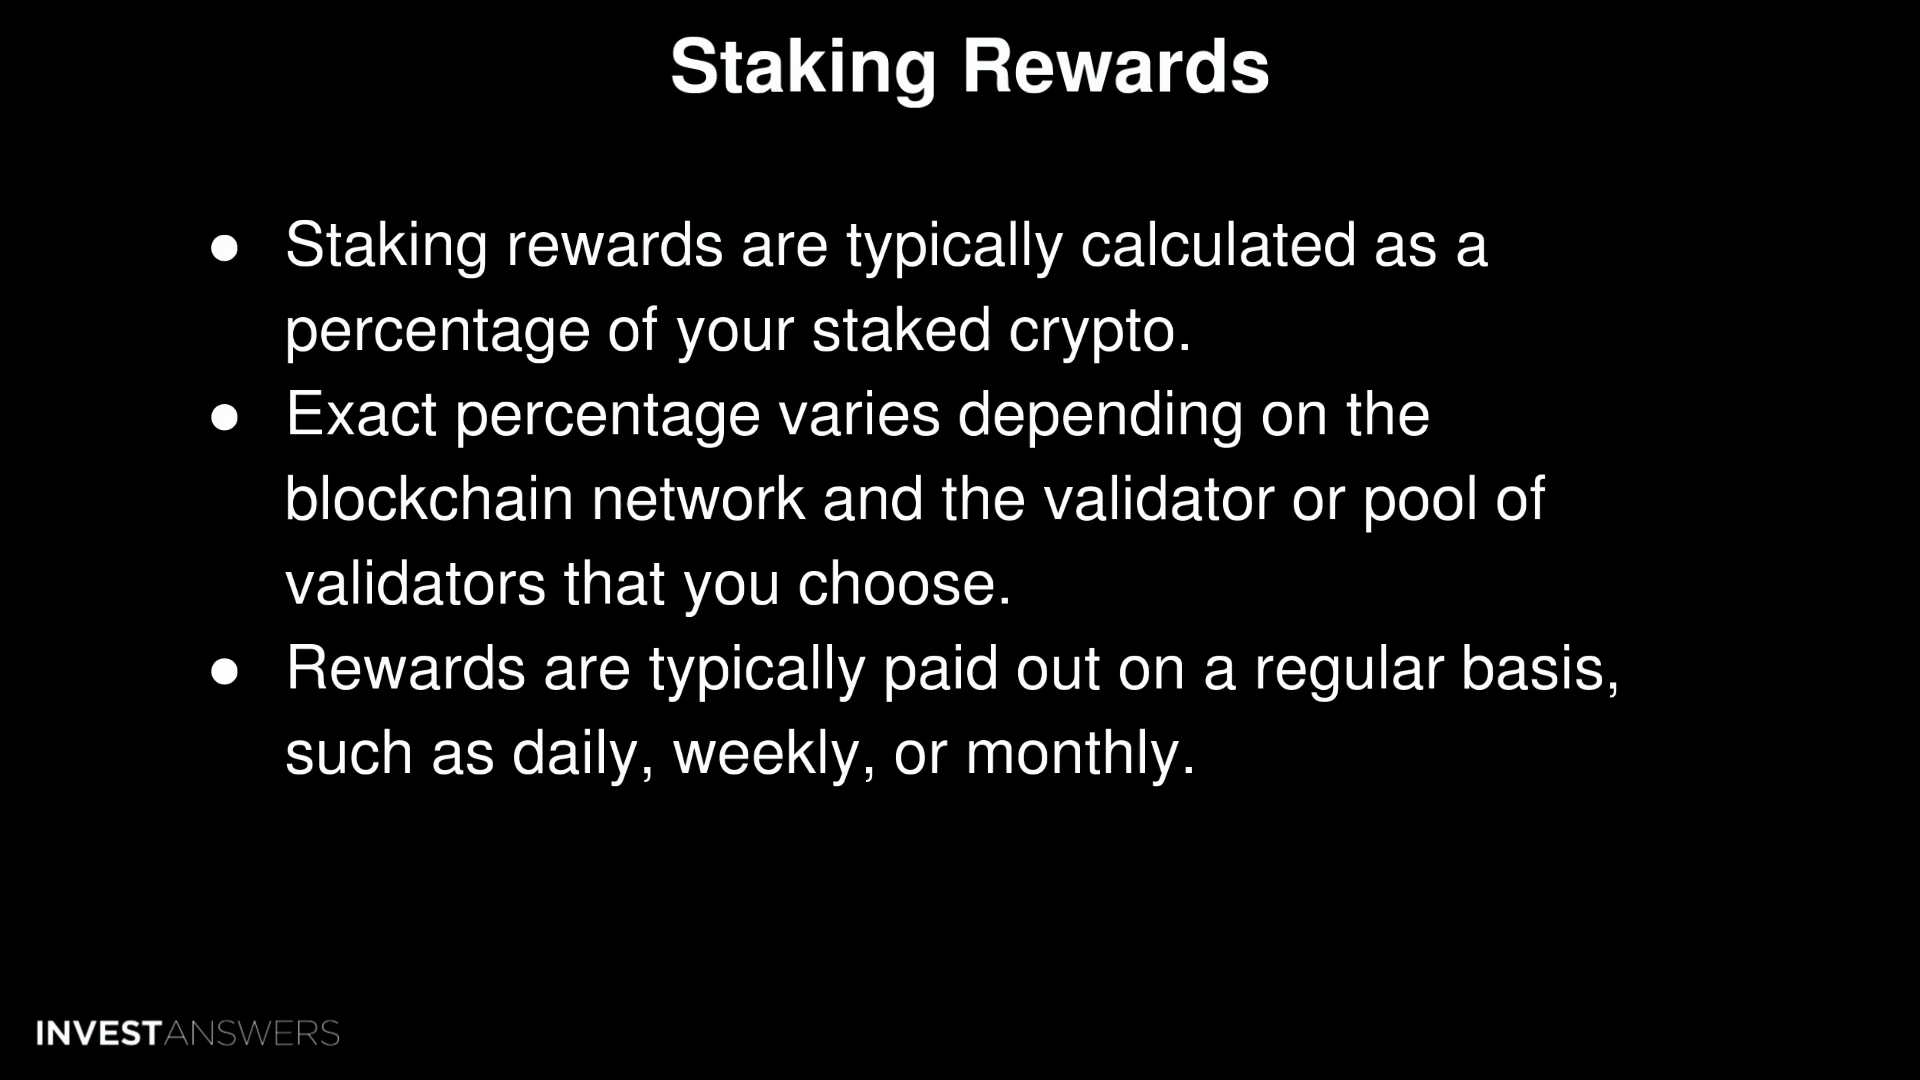 Staking Rewards
● Staking rewards are typically calculated as a
percentage of your staked crypto.
● Exact percentage varies depending on the
blockchain network and the validator or pool of
validators that you choose.
● Rewards are typically paid out on a regular basis,
such as daily, weekly, or monthly.
INVESTANSWERS